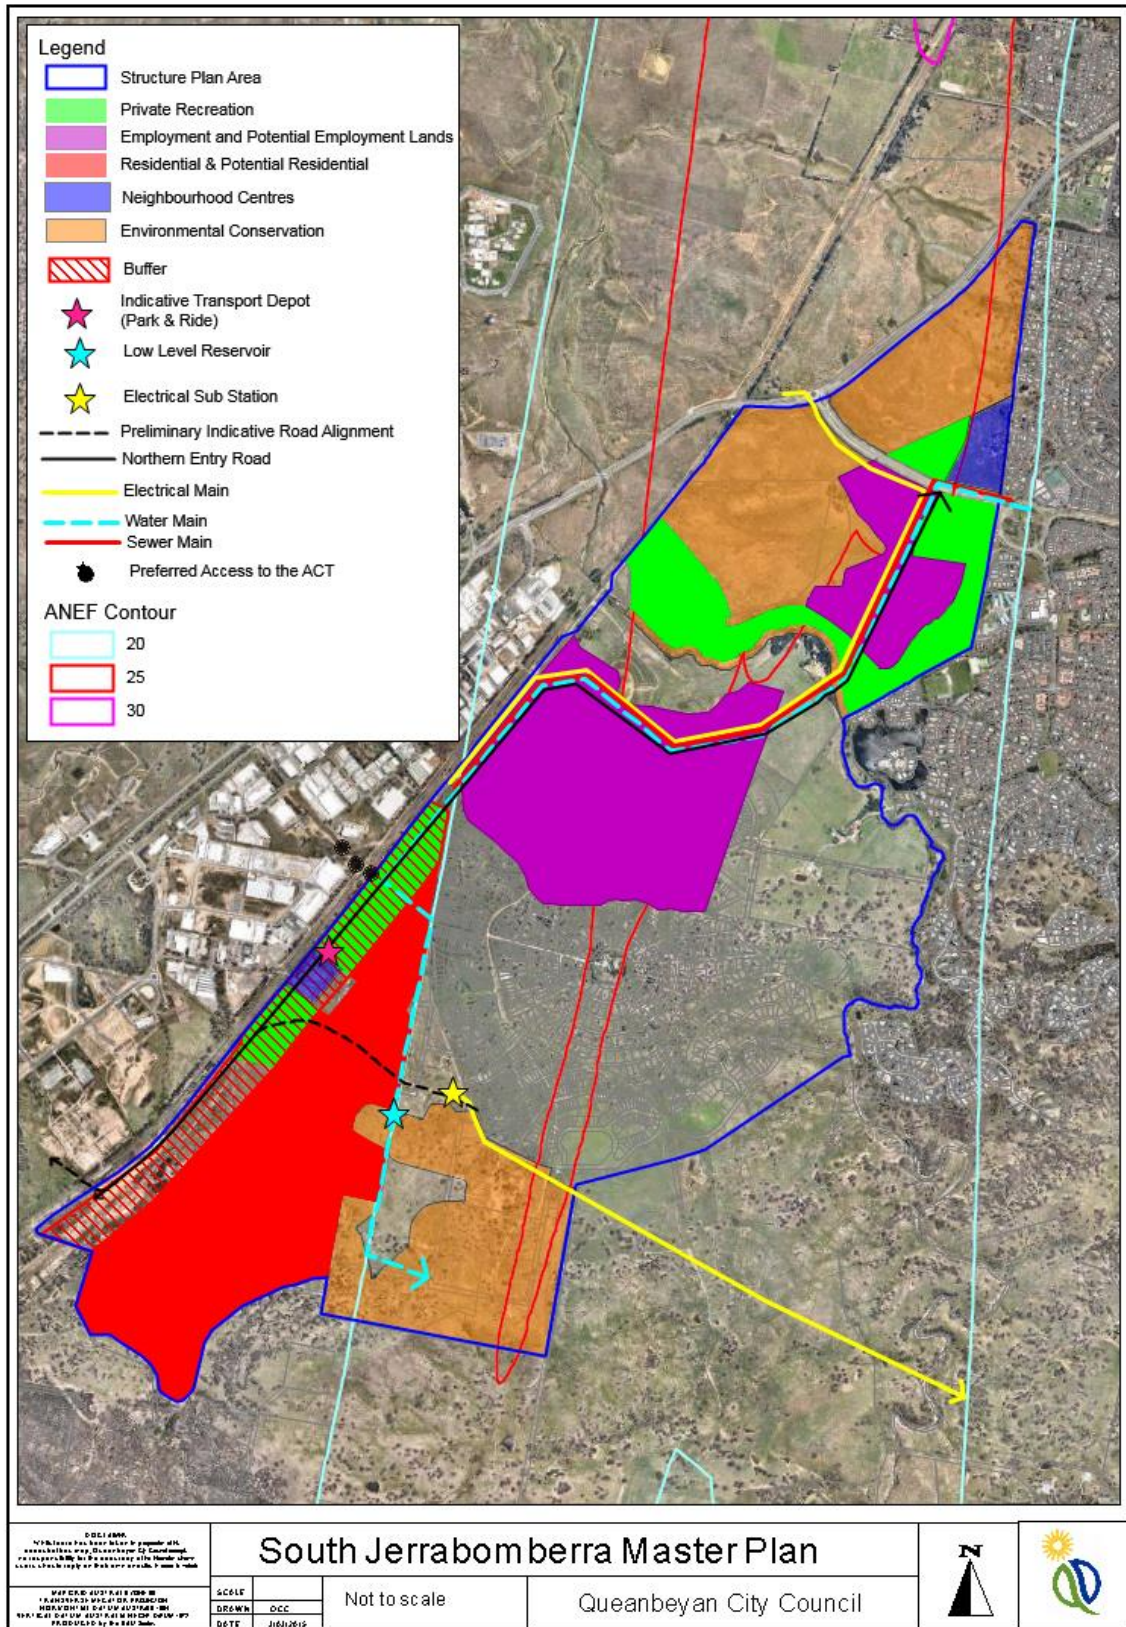 Legend
Structure Plan Area
Private Recreation
Employment and Potential Employment Lands
Residential & Potential Residential
Neighbourhood Centres
Environmental Conservation
Buffer
Indicative Transport Depot
(Park & Ride)
Low Level Reservoir
Electrical Sub Station
Preliminary Indicative Road Alignment
Northern Entry Road
Electrical Main
Water Main
Sewer Main
Preferred Access to the ACT
ANEF Contour
20
25
30
South Jerrabomberra Master Plan
N
SCALE
Not to scale
Queanbeyan City Council
DRAWN
DATE